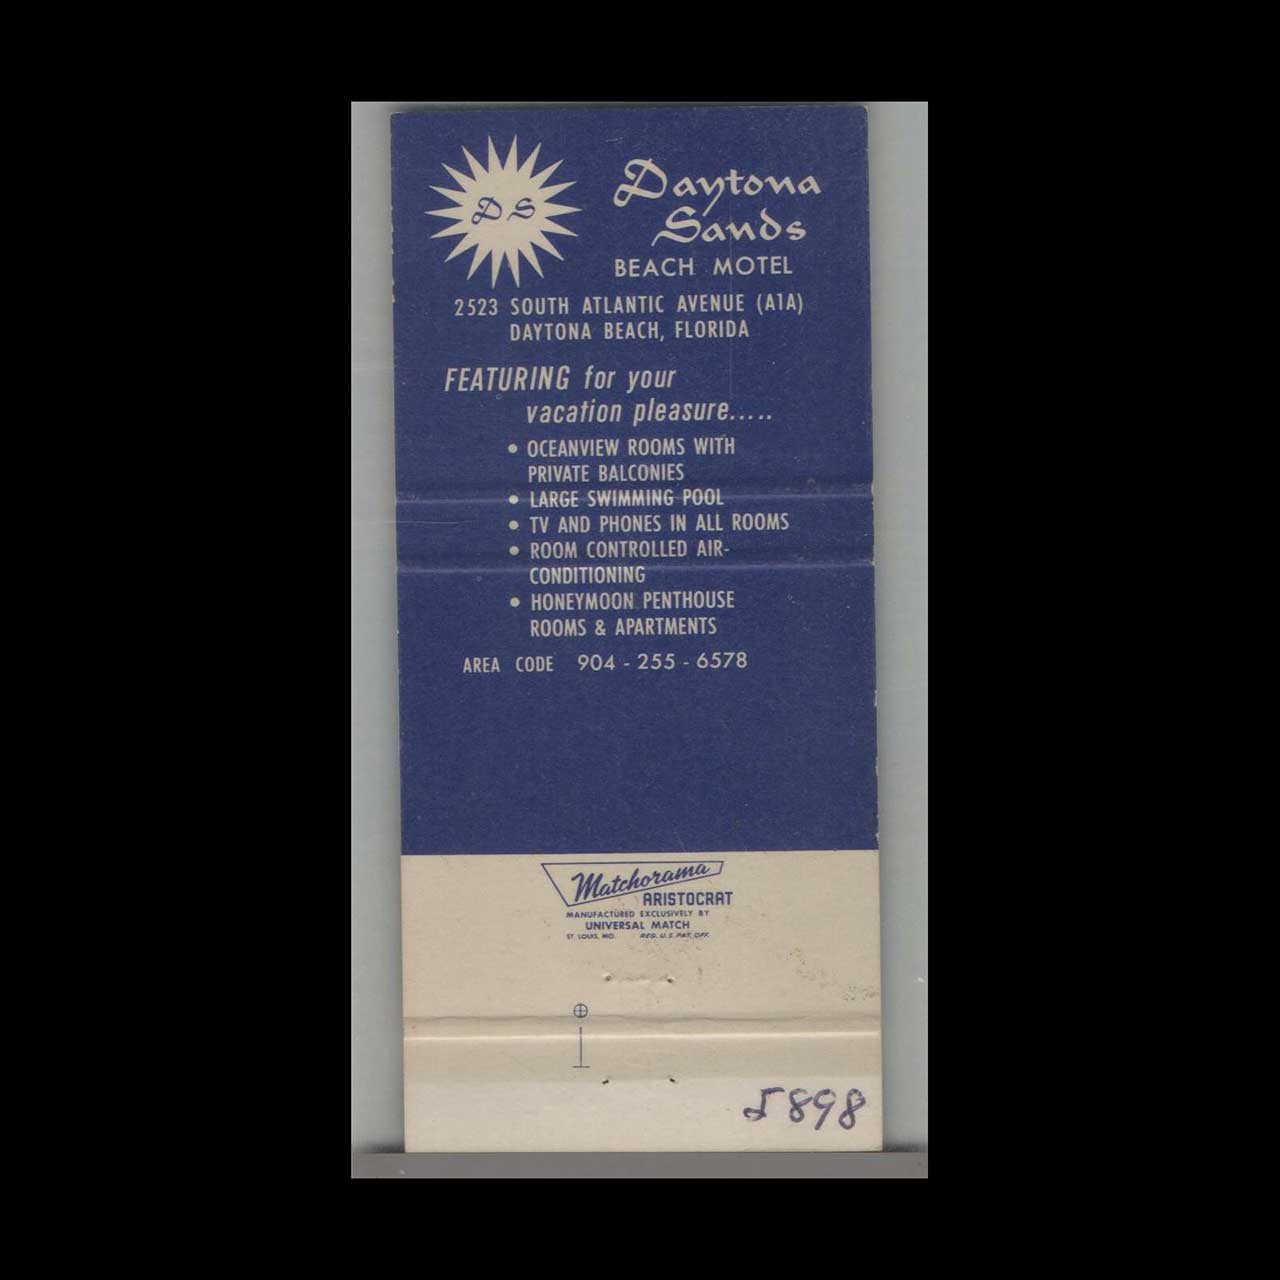 DS
Daytona
Sands
BEACH MOTEL
2523 SOUTH ATLANTIC AVENUE (A1A)
DAYTONA BEACH, FLORIDA
FEATURING for your
vacation pleasure.....
• OCEANVIEW ROOMS WITH
PRIVATE BALCONIES
• LARGE SWIMMING POOL
• TV AND PHONES IN ALL ROOMS
• ROOM CONTROLLED AIR-
CONDITIONING
• HONEYMOON PENTHOUSE
ROOMS & APARTMENTS
AREA CODE 904 - 255 - 6578
Matchorama
ARISTOCRAT
MANUFACTURED EXCLUSIVELY BY
UNIVERSAL MATCH
ST. LOUIS, MO. REG. U.S. PAT. OFF.
5898